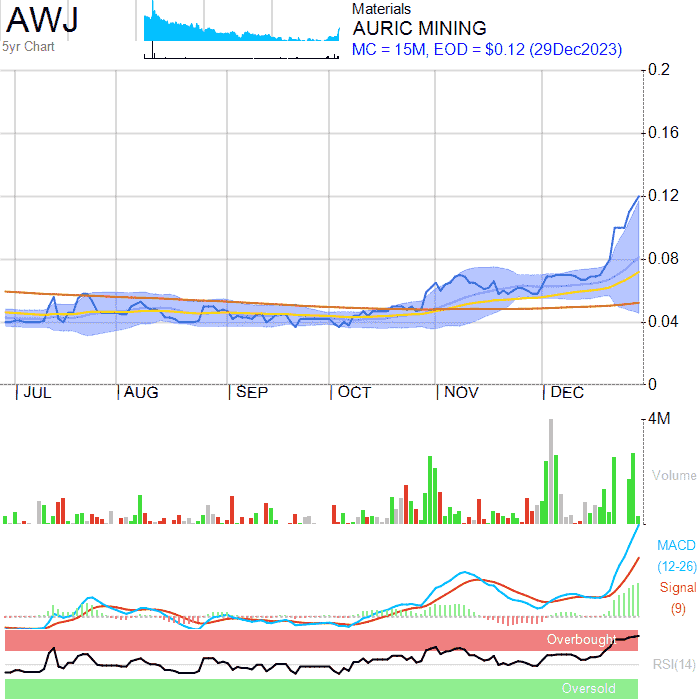 AWJ
5yr Chart
Materials
AURIC MINING
MC = 15M, EOD = $0.12 (29Dec2023)
0.2
0.16
0.12
0.08
0.04
0
JUL AUG SEP OCT NOV DEC
4M
Volume
MACD
(12-26)
Signal
(9)
Overbought
RSI(14)
Oversold